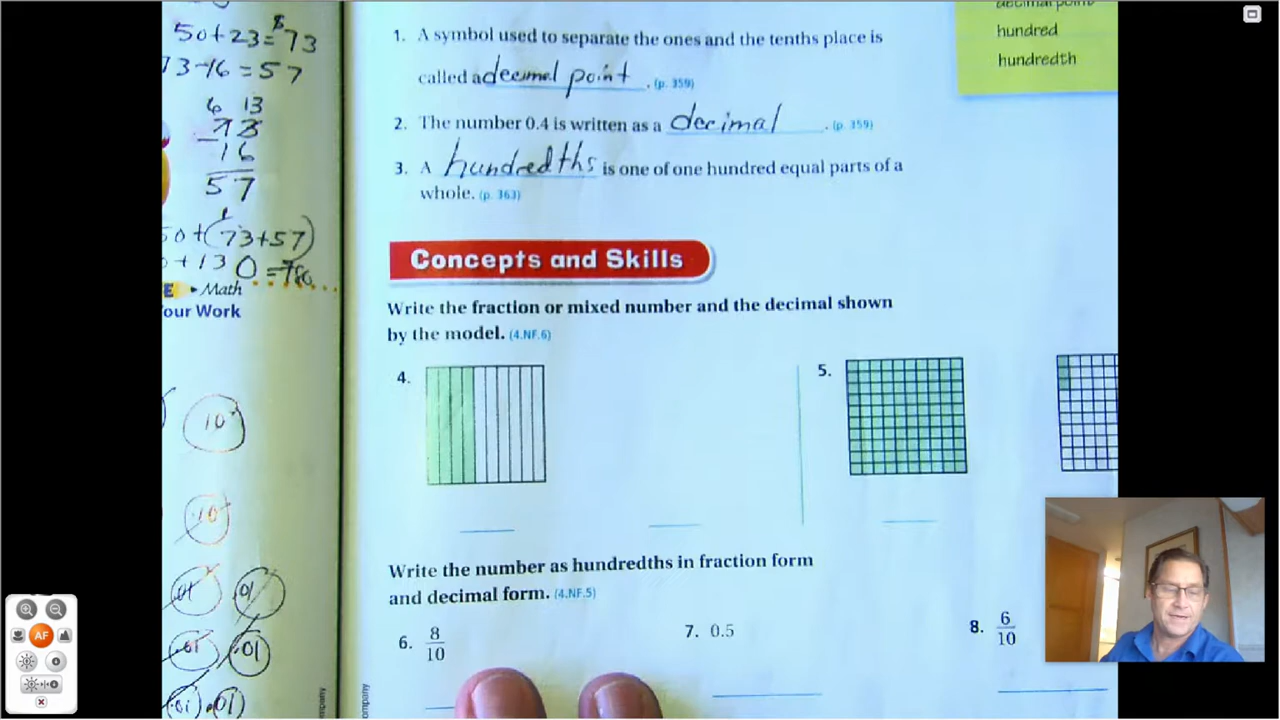 50+23=73
73-16=57
6 13
73
-16
57
50+(73+57)
+130=180
Math
our Work
10
10
.01 .01
.01 .01
.01 .01
1. A symbol used to separate the ones and the tenths place is
called a decimal point . (p. 359)
2. The number 0.4 is written as a decimal . (p. 359)
3. A hundredths is one of one hundred equal parts of a
whole. (p. 363)
decimal point
hundred
hundredth
Concepts and Skills
Write the fraction or mixed number and the decimal shown
by the model. (4.NF.6)
4.
5.
Write the number as hundredths in fraction form
and decimal form. (4.NF.5)
6. 8/10
7. 0.5
8. 6/10
AF